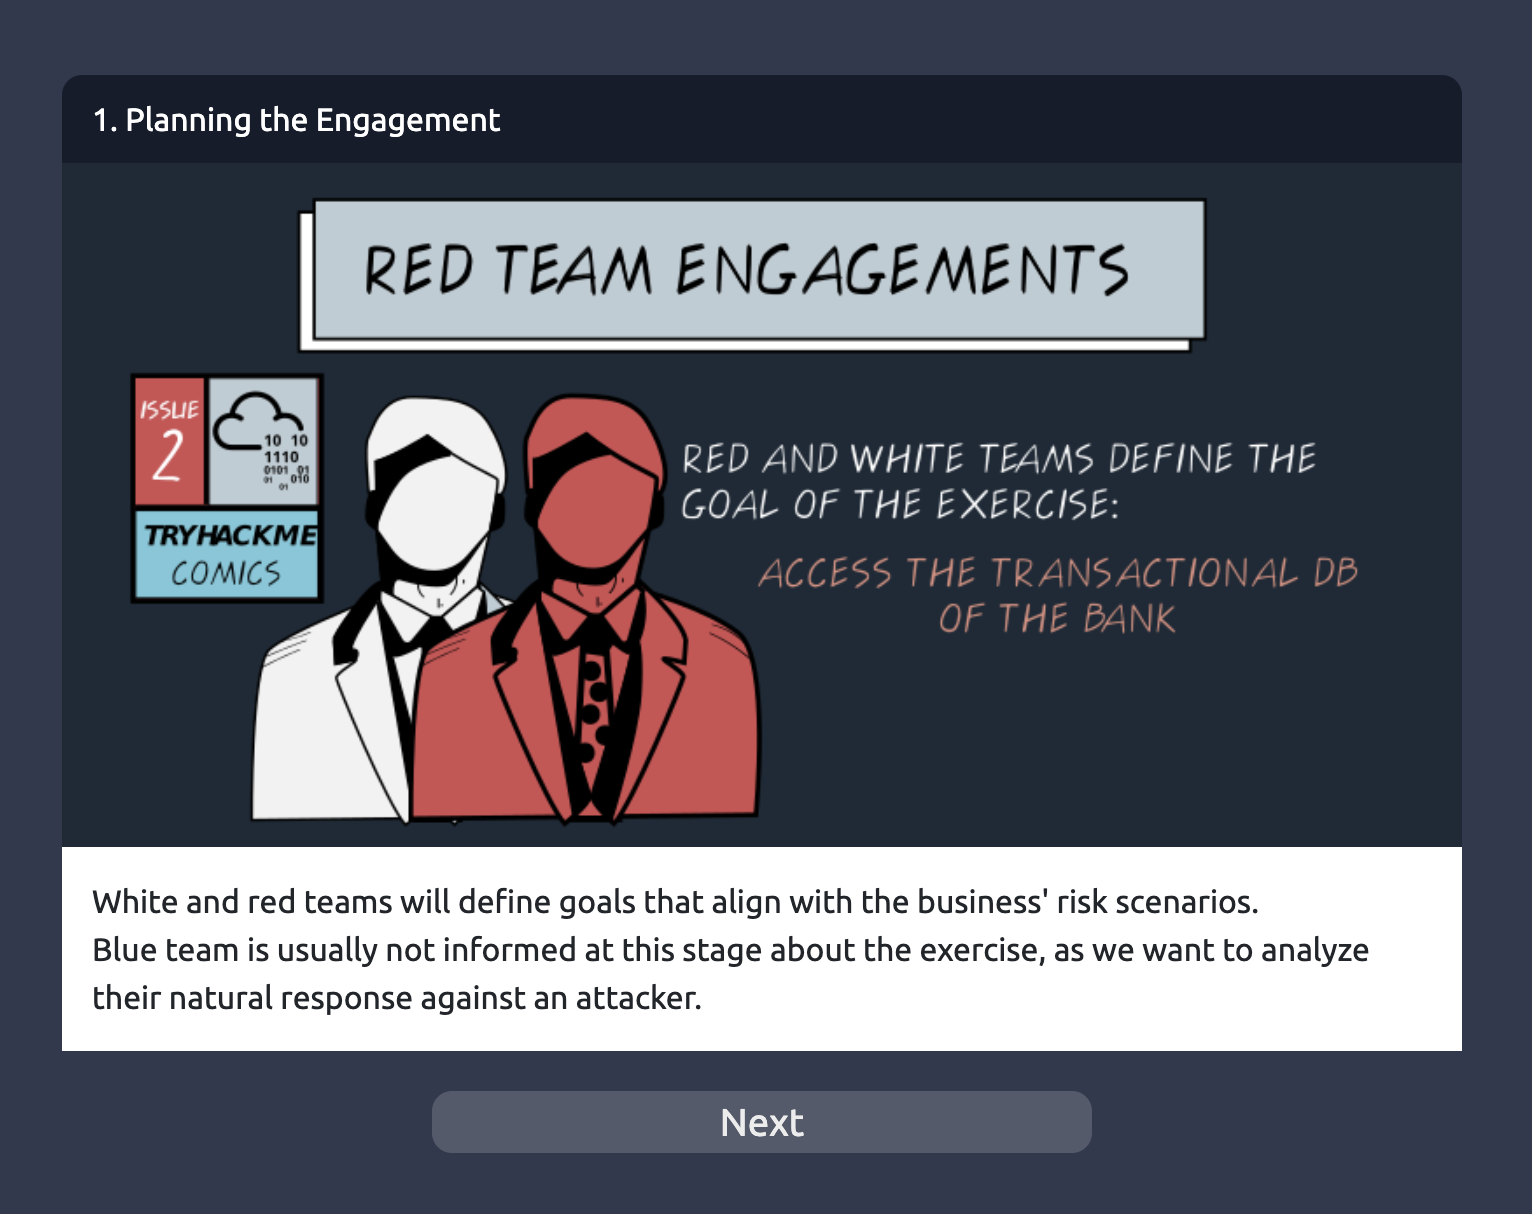 1. Planning the Engagement
RED TEAM ENGAGEMENTS
ISSUE
2
10 10
1110
0101 01
01 010
01
TRYHACKME
COMICS
RED AND WHITE TEAMS DEFINE THE
GOAL OF THE EXERCISE:
ACCESS THE TRANSACTIONAL DB
OF THE BANK
White and red teams will define goals that align with the business' risk scenarios.
Blue team is usually not informed at this stage about the exercise, as we want to analyze
their natural response against an attacker.
Next